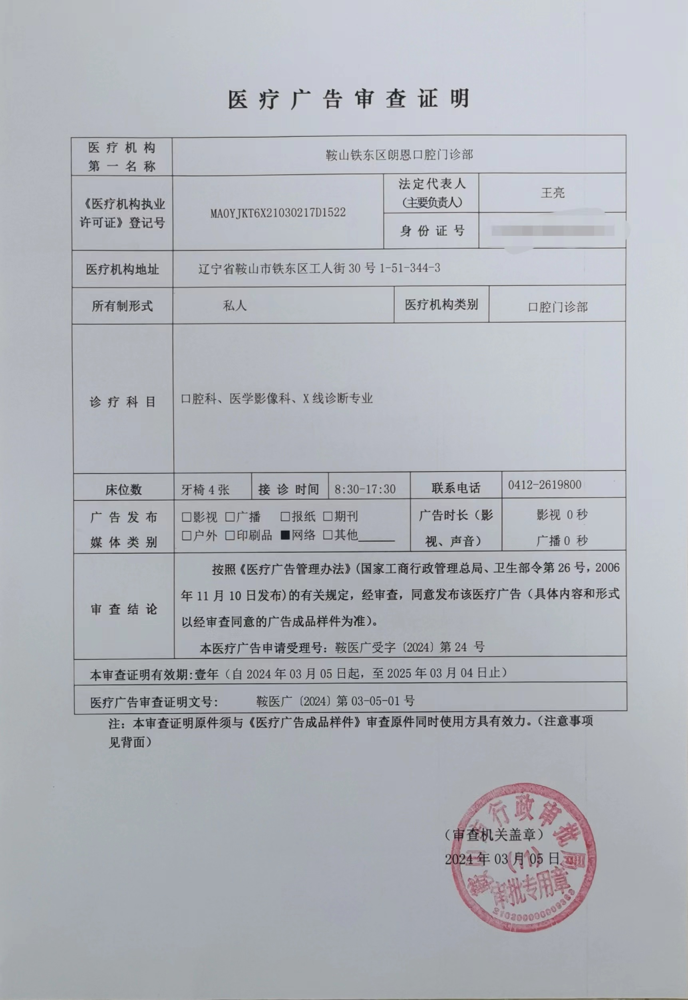 医疗广告审查证明
医疗机构
第一名称
鞍山铁东区朗恩口腔门诊部
《医疗机构执业
许可证》登记号
MA0YJKT6X21030217D1522
法定代表人
（主要负责人）
王亮
身份证号
医疗机构地址
辽宁省鞍山市铁东区工人街 30 号 1-51-344-3
所有制形式
私人
医疗机构类别
口腔门诊部
诊疗科目
口腔科、医学影像科、X 线诊断专业
床位数
牙椅 4 张
接诊时间
8:30-17:30
联系电话
0412-2619800
广告发布
媒体类别
□影视 □广播 □报纸 □期刊
□户外 □印刷品 ■网络 □其他______
广告时长（影
视、声音）
影视 0 秒
广播 0 秒
审查结论
按照《医疗广告管理办法》(国家工商行政管理总局、卫生部令第 26 号，2006
年 11 月 10 日发布)的有关规定，经审查，同意发布该医疗广告（具体内容和形式
以经审查同意的广告成品样件为准）。
本医疗广告申请受理号：鞍医广受字〔2024〕第 24 号
本审查证明有效期:壹年（自 2024 年 03 月 05 日起，至 2025 年 03 月 04 日止）
医疗广告审查证明文号： 鞍医广〔2024〕第 03-05-01 号
注：本审查证明原件须与《医疗广告成品样件》审查原件同时使用方具有效力。（注意事项
见背面）
（审查机关盖章）
2024 年 03 月 05 日
鞍山市行政审批局
审批专用章